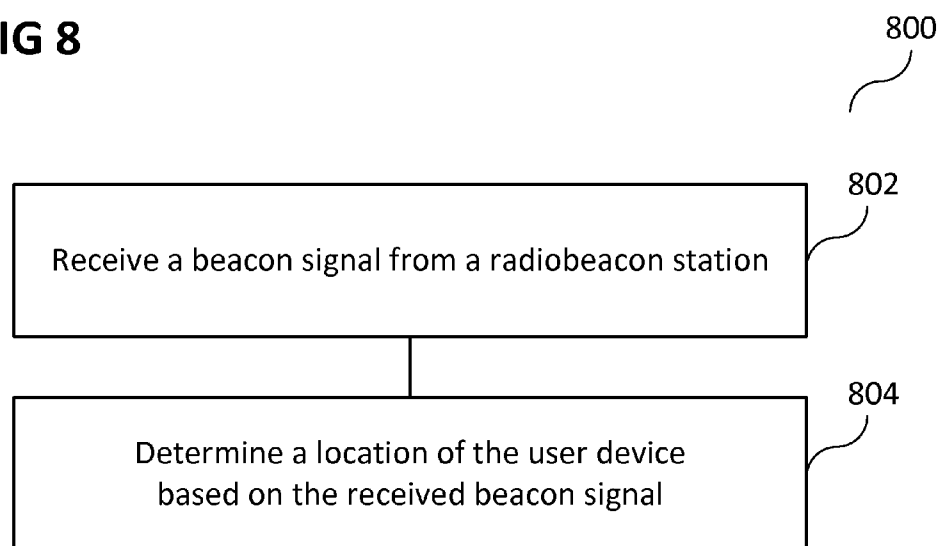 IG 8
800
802
Receive a beacon signal from a radiobeacon station
804
Determine a location of the user device
based on the received beacon signal